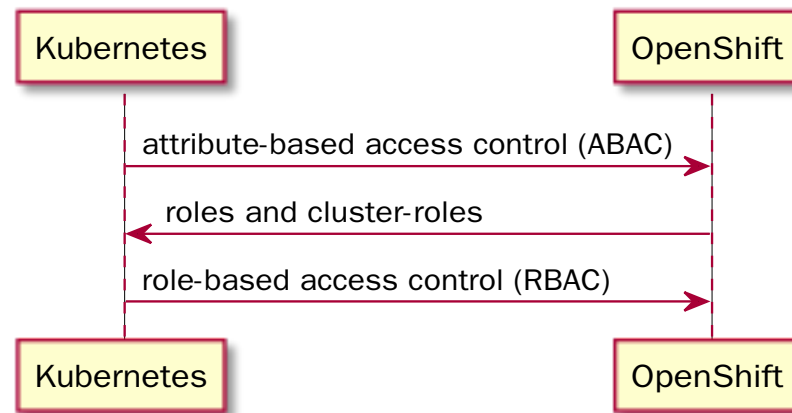 Kubernetes
OpenShift
attribute-based access control (ABAC)
roles and cluster-roles
role-based access control (RBAC)
Kubernetes
OpenShift